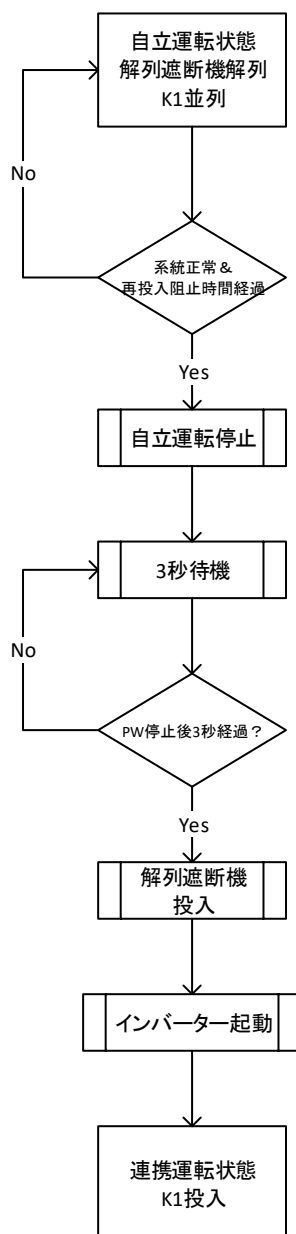 自立運転状態
解列遮断機解列
K1並列
No
系統正常＆
再投入阻止時間経過
Yes
自立運転停止
3秒待機
No
PW停止後3秒経過？
Yes
解列遮断機
投入
インバーター起動
連携運転状態
K1投入